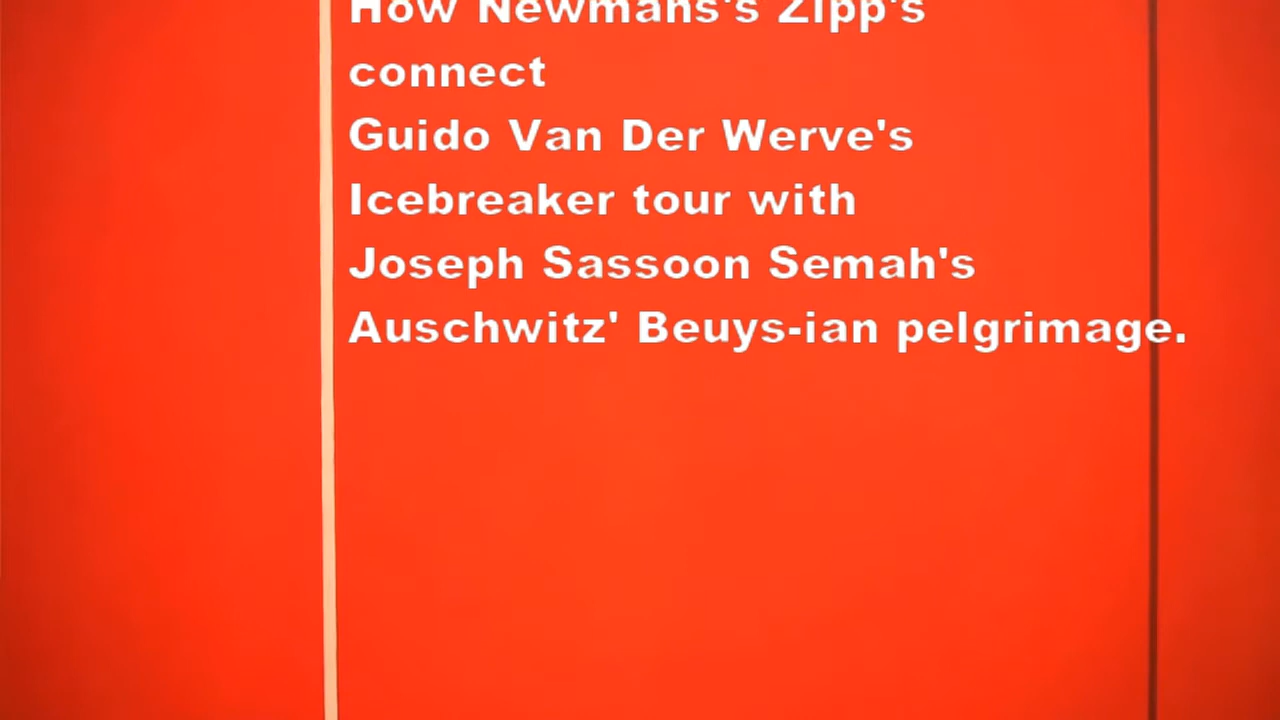 How Newmans's Zipp's
connect
Guido Van Der Werve's
Icebreaker tour with
Joseph Sassoon Semah's
Auschwitz' Beuys-ian pelgrimage.